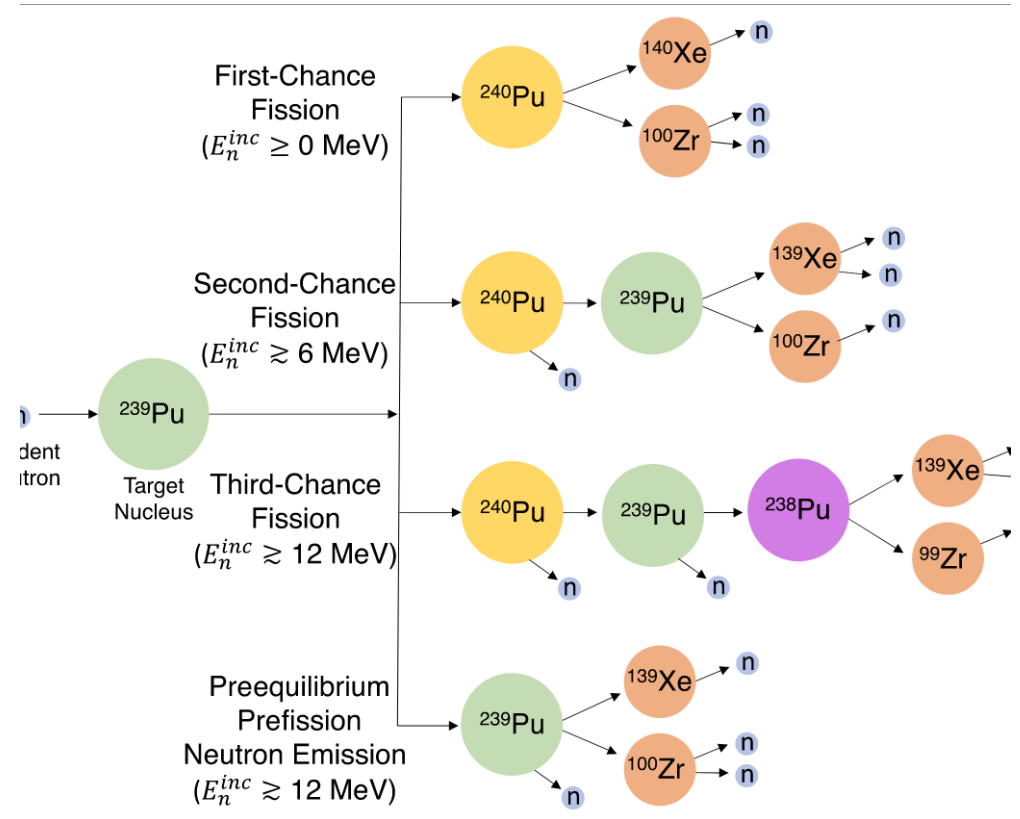 First-Chance
Fission
(E_n^{inc} ≥ 0 MeV)
²⁴⁰Pu
¹⁴⁰Xe
n
¹⁰⁰Zr
n
n
Second-Chance
Fission
(E_n^{inc} ≳ 6 MeV)
²⁴⁰Pu
n
²³⁹Pu
¹³⁹Xe
n
n
¹⁰⁰Zr
n
n
dent
tron
²³⁹Pu
Target
Nucleus
Third-Chance
Fission
(E_n^{inc} ≳ 12 MeV)
²⁴⁰Pu
n
²³⁹Pu
n
²³⁸Pu
¹³⁹Xe
⁹⁹Zr
Preequilibrium
Prefission
Neutron Emission
(E_n^{inc} ≳ 12 MeV)
²³⁹Pu
n
¹³⁹Xe
n
¹⁰⁰Zr
n
n